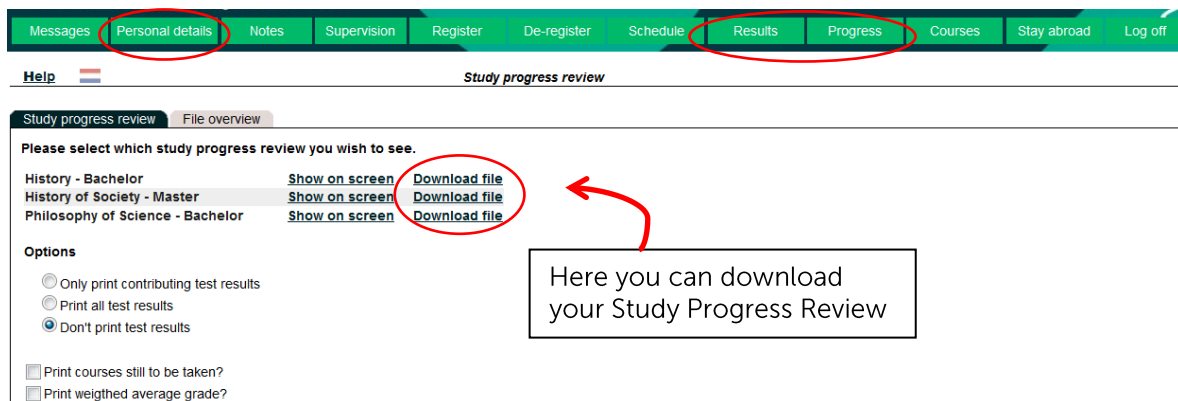 Messages Personal details Notes Supervision Register De-register Schedule Results Progress Courses Stay abroad Log off
Help Study progress review
Study progress review File overview
Please select which study progress review you wish to see.
History - Bachelor Show on screen Download file
History of Society - Master Show on screen Download file
Philosophy of Science - Bachelor Show on screen Download file
Options
Only print contributing test results
Print all test results
Don't print test results
Here you can download
your Study Progress Review
Print courses still to be taken?
Print weigthed average grade?